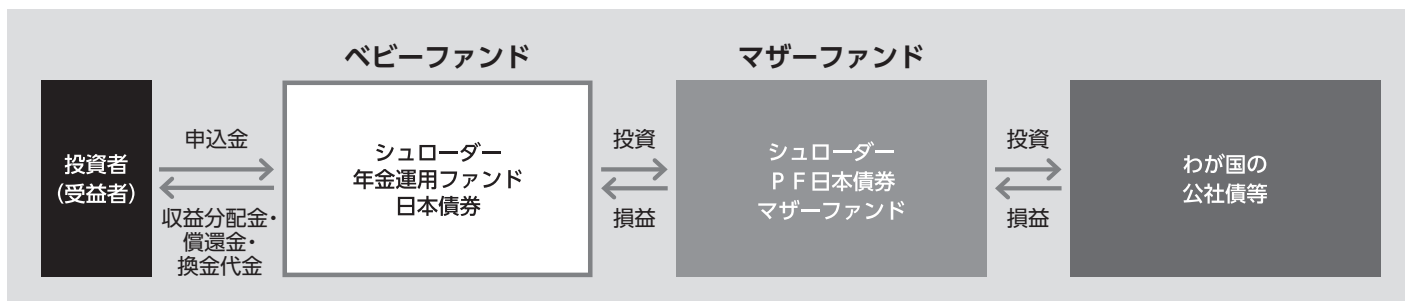 ベビーファンド
マザーファンド
投資者
(受益者)
申込金
収益分配金・
償還金・
換金代金
シュローダー
年金運用ファンド
日本債券
投資
損益
シュローダー
ＰＦ日本債券
マザーファンド
投資
損益
わが国の
公社債等